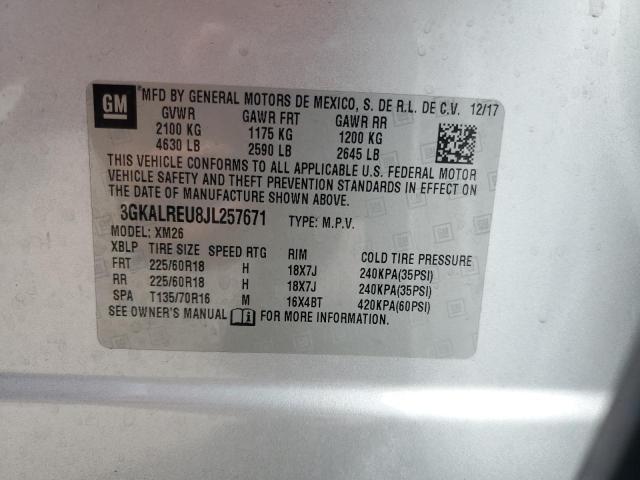 GM
® MFD BY GENERAL MOTORS DE MEXICO, S. DE R.L. DE C.V. 12/17
GVWR GAWR FRT GAWR RR
2100 KG 1175 KG 1200 KG
4630 LB 2590 LB 2645 LB
THIS VEHICLE CONFORMS TO ALL APPLICABLE U.S. FEDERAL MOTOR
VEHICLE SAFETY AND THEFT PREVENTION STANDARDS IN EFFECT ON
THE DATE OF MANUFACTURE SHOWN ABOVE.
3GKALREU8JL257671 TYPE: M.P.V.
MODEL: XM26
XBLP TIRE SIZE SPEED RTG RIM COLD TIRE PRESSURE
FRT 225/60R18 H 18X7J 240KPA(35PSI)
RR 225/60R18 H 18X7J 240KPA(35PSI)
SPA T135/70R16 M 16X4BT 420KPA(60PSI)
SEE OWNER'S MANUAL FOR MORE INFORMATION.